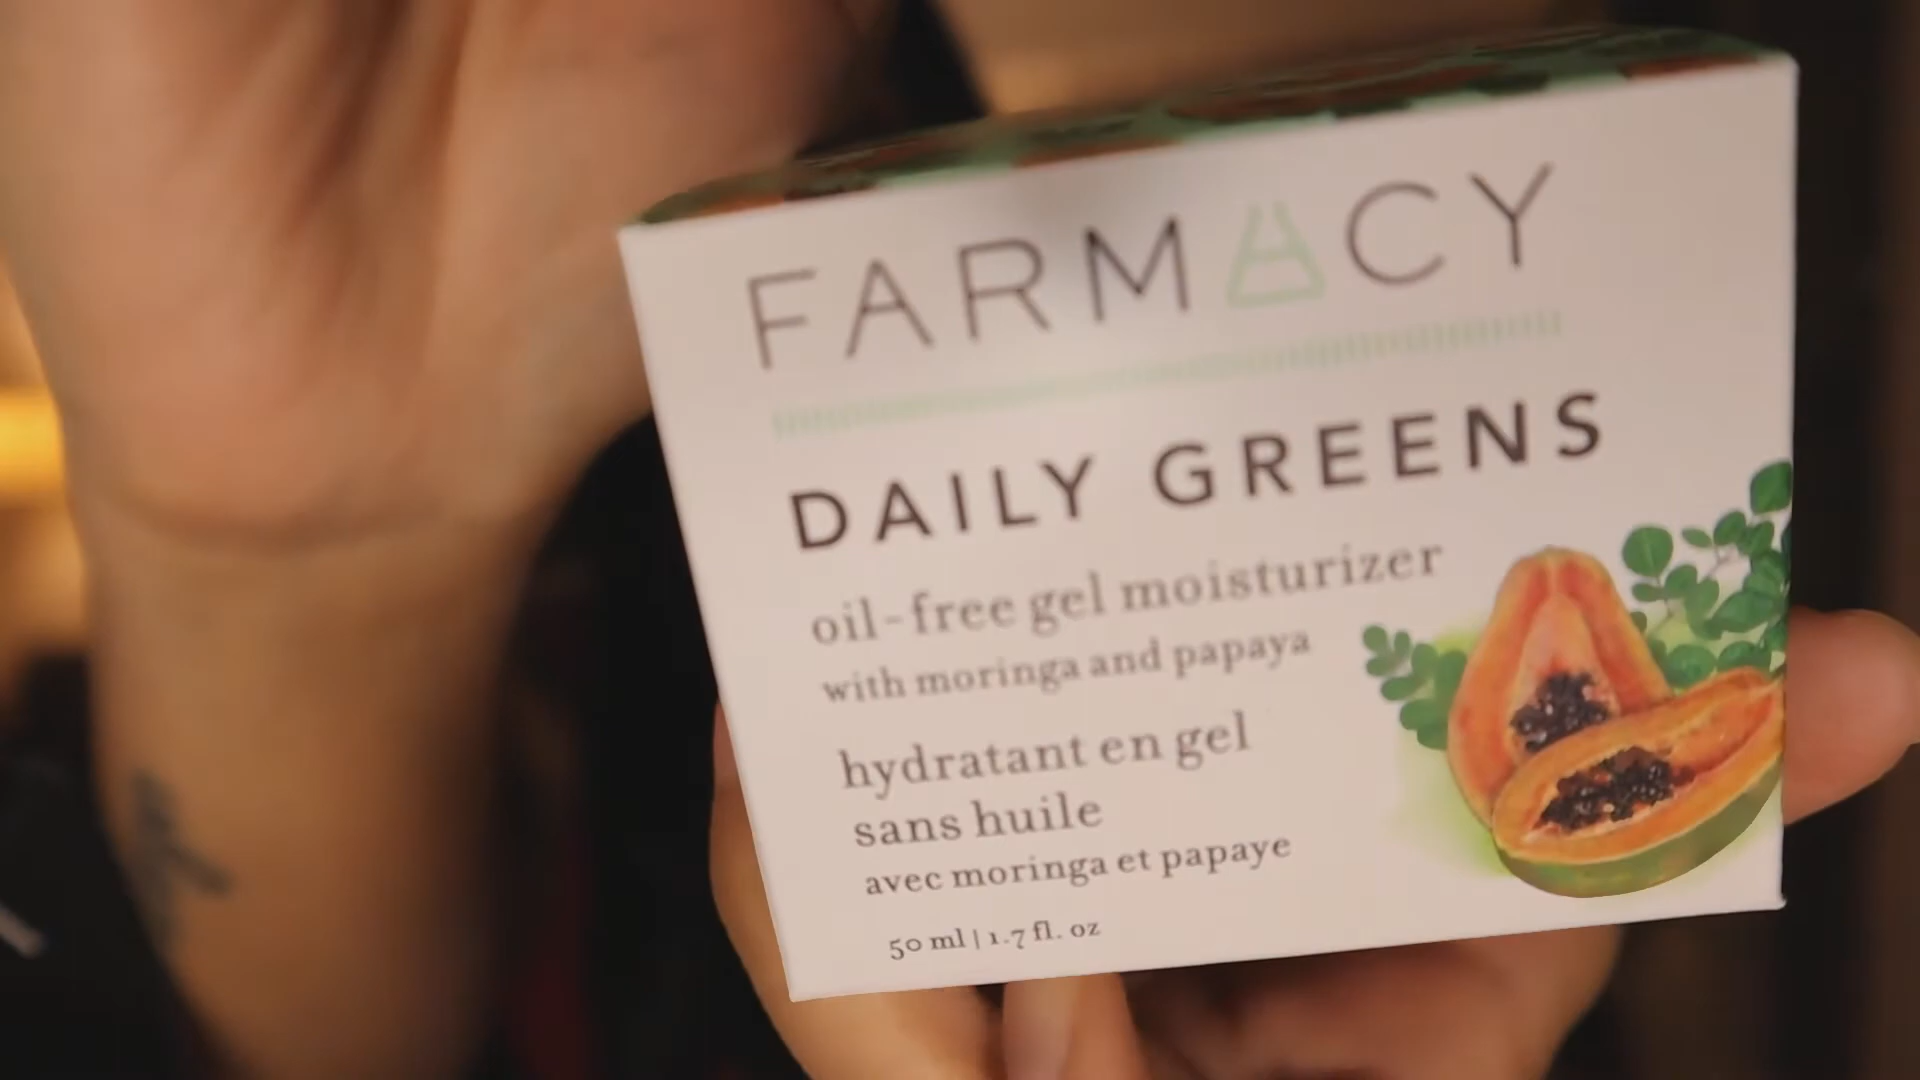 FARMACY
DAILY GREENS
oil-free gel moisturizer
with moringa and papaya
hydratant en gel
sans huile
avec moringa et papaye
50 ml | 1.7 fl. oz